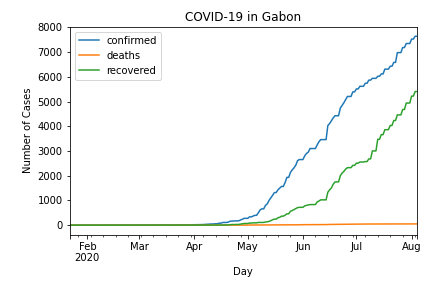 COVID-19 in Gabon
8000
7000
6000
5000
4000
3000
2000
1000
0
Number of Cases
confirmed
deaths
recovered
Feb Mar Apr May Jun Jul Aug
2020
Day